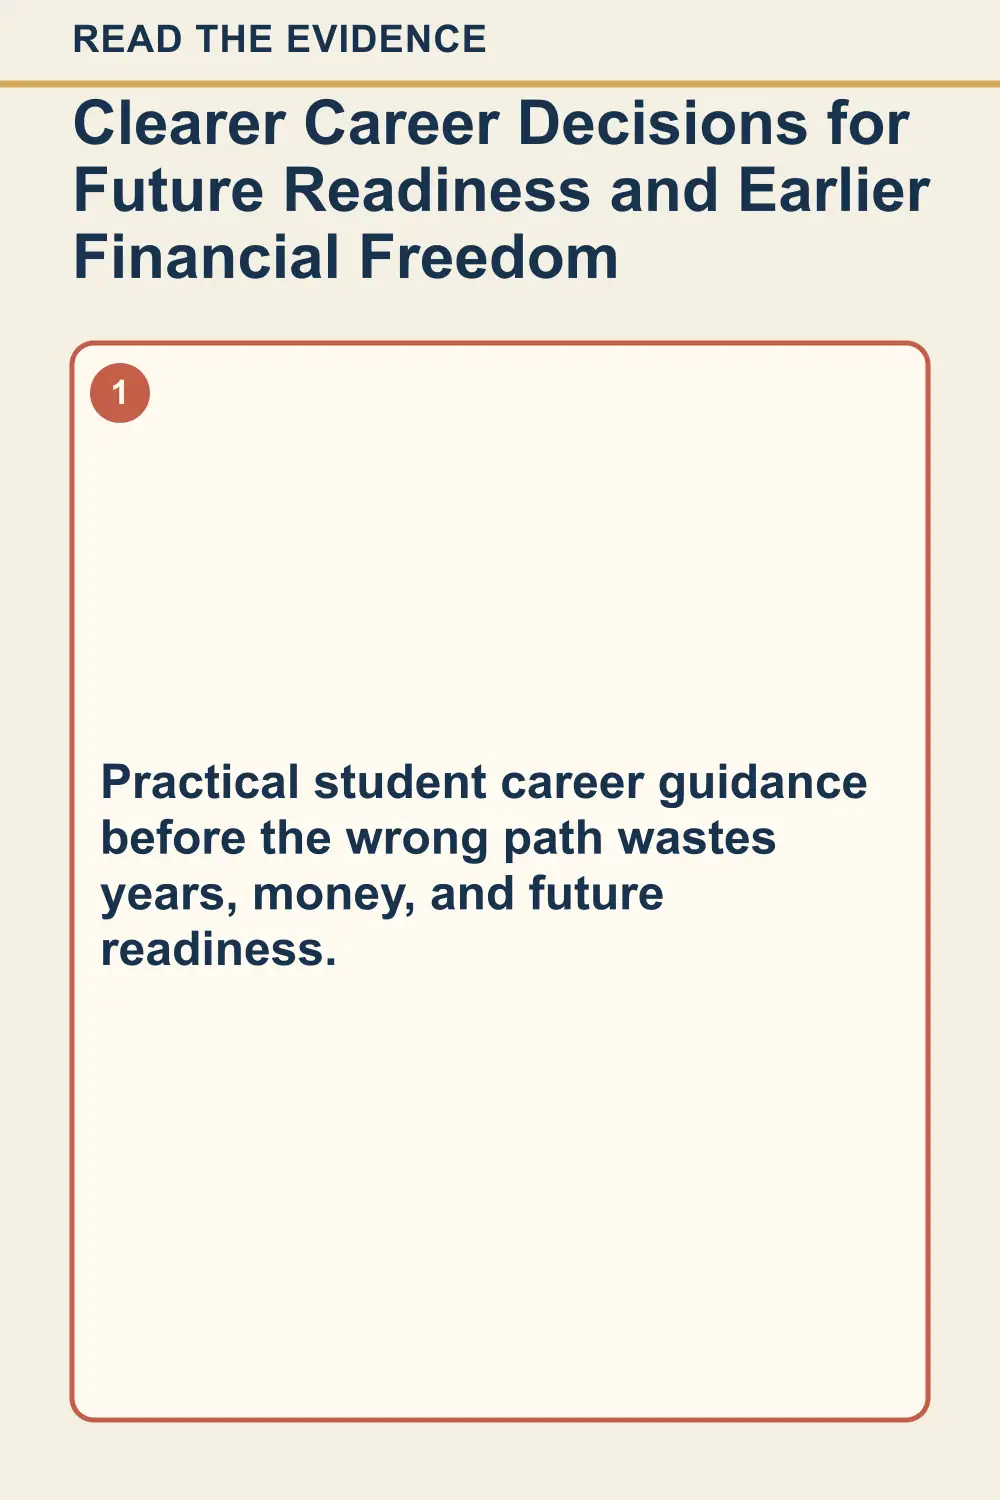 READ THE EVIDENCE
Clearer Career Decisions for
Future Readiness and Earlier
Financial Freedom
1
Practical student career guidance
before the wrong path wastes
years, money, and future
readiness.